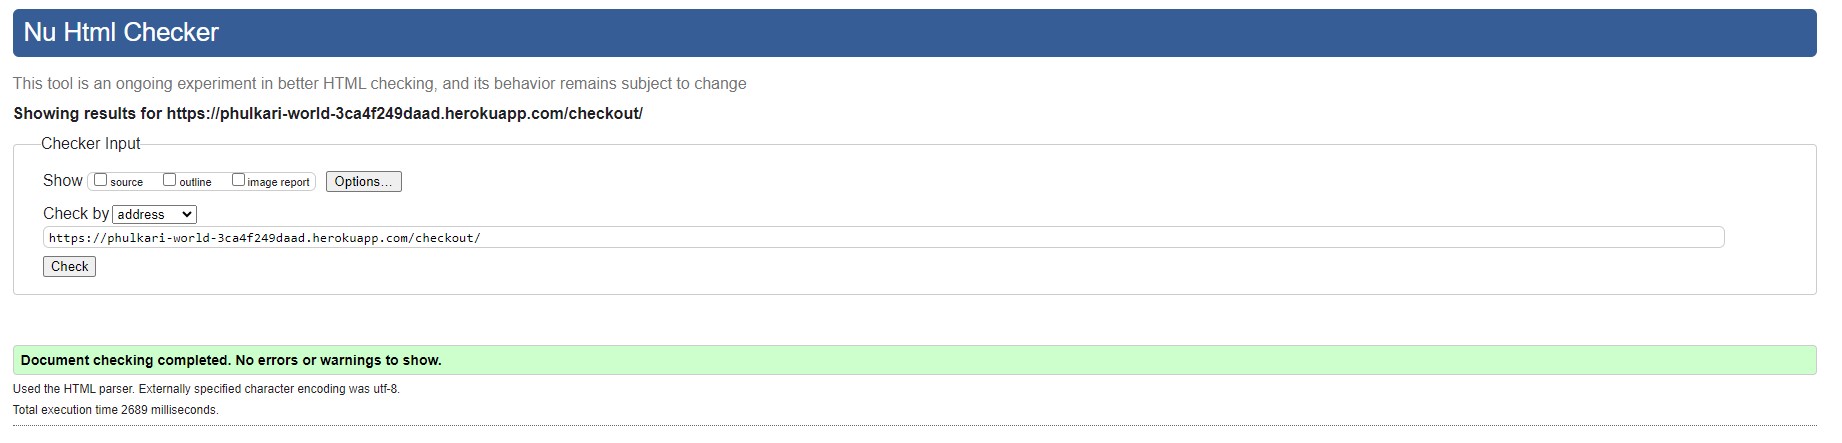 Nu Html Checker
This tool is an ongoing experiment in better HTML checking, and its behavior remains subject to change
Showing results for https://phulkari-world-3ca4f249daad.herokuapp.com/checkout/
Checker Input
Show source outline image report Options...
Check by address
https://phulkari-world-3ca4f249daad.herokuapp.com/checkout/
Check
Document checking completed. No errors or warnings to show.
Used the HTML parser. Externally specified character encoding was utf-8.
Total execution time 2689 milliseconds.